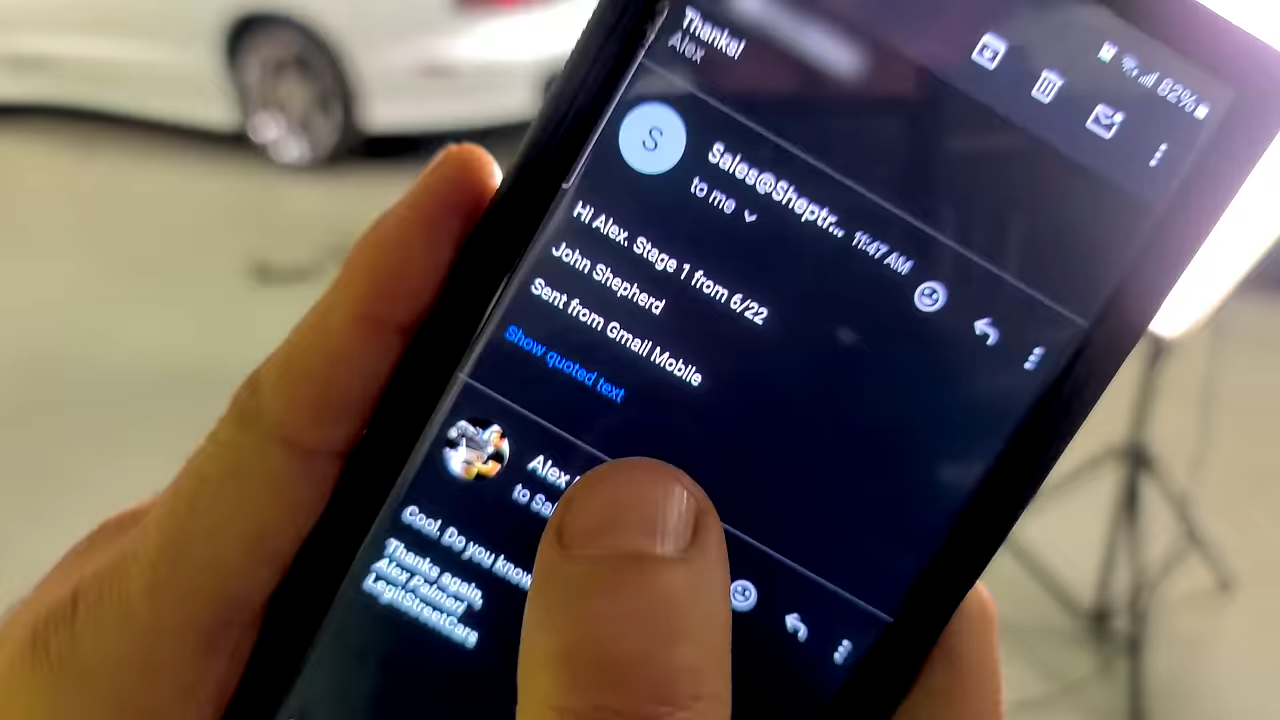 82%
Thanks!
Alex
S
Sales@Sheptr...
11:47 AM
to me
Hi Alex. Stage 1 from 6/22
John Shepherd
Sent from Gmail Mobile
Show quoted text
Alex
to Sa
Cool, Do you know
Thanks again,
Alex Palmeri
LegitStreetCars